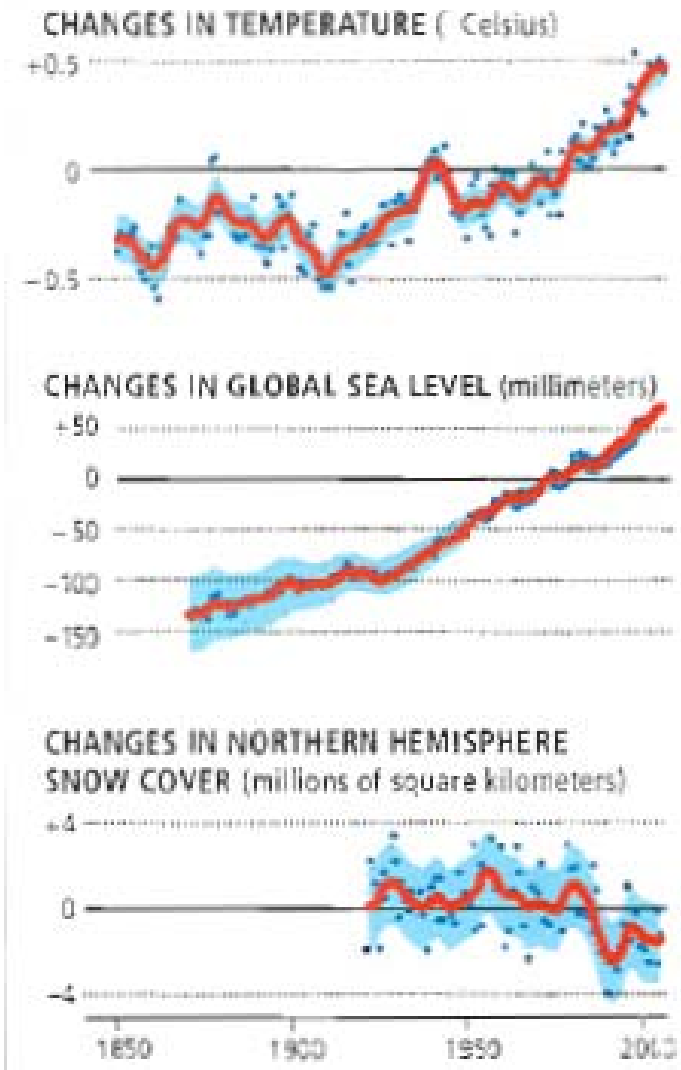 CHANGES IN TEMPERATURE ( Celsius)
+0.5
0
−0.5
CHANGES IN GLOBAL SEA LEVEL (millimeters)
+50
0
−50
−100
−150
CHANGES IN NORTHERN HEMISPHERE
SNOW COVER (millions of square kilometers)
+4
0
−4
1850 1900 1950 2000